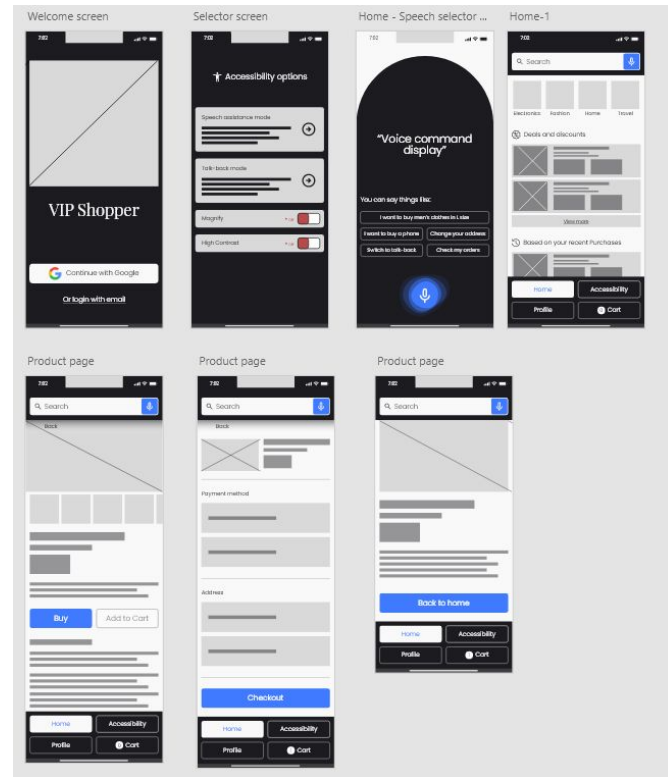 Welcome screen
7:02
VIP Shopper
Continue with Google
Or login with email
Selector screen
7:02
Accessibility options
Speech assistance mode
Talk-back mode
Magnify
High Contrast
Home - Speech selector ...
7:02
“Voice command
display”
You can say things like:
I want to buy men's clothes in L size
I want to buy a phone
Change your address
Switch to talk-back
Check my orders
Home-1
7:02
Search
Electronics Fashion Home Travel
Deals and discounts
View more
Based on your recent Purchases
Home
Accessibility
Profile
Cart
Product page
7:02
Search
Back
Buy
Add to Cart
Home
Accessibility
Profile
0 Cart
Product page
7:02
Search
Back
Payment method
Address
Checkout
Home
Accessibility
Profile
Cart
Product page
7:02
Search
Back to home
Home
Accessibility
Profile
Cart